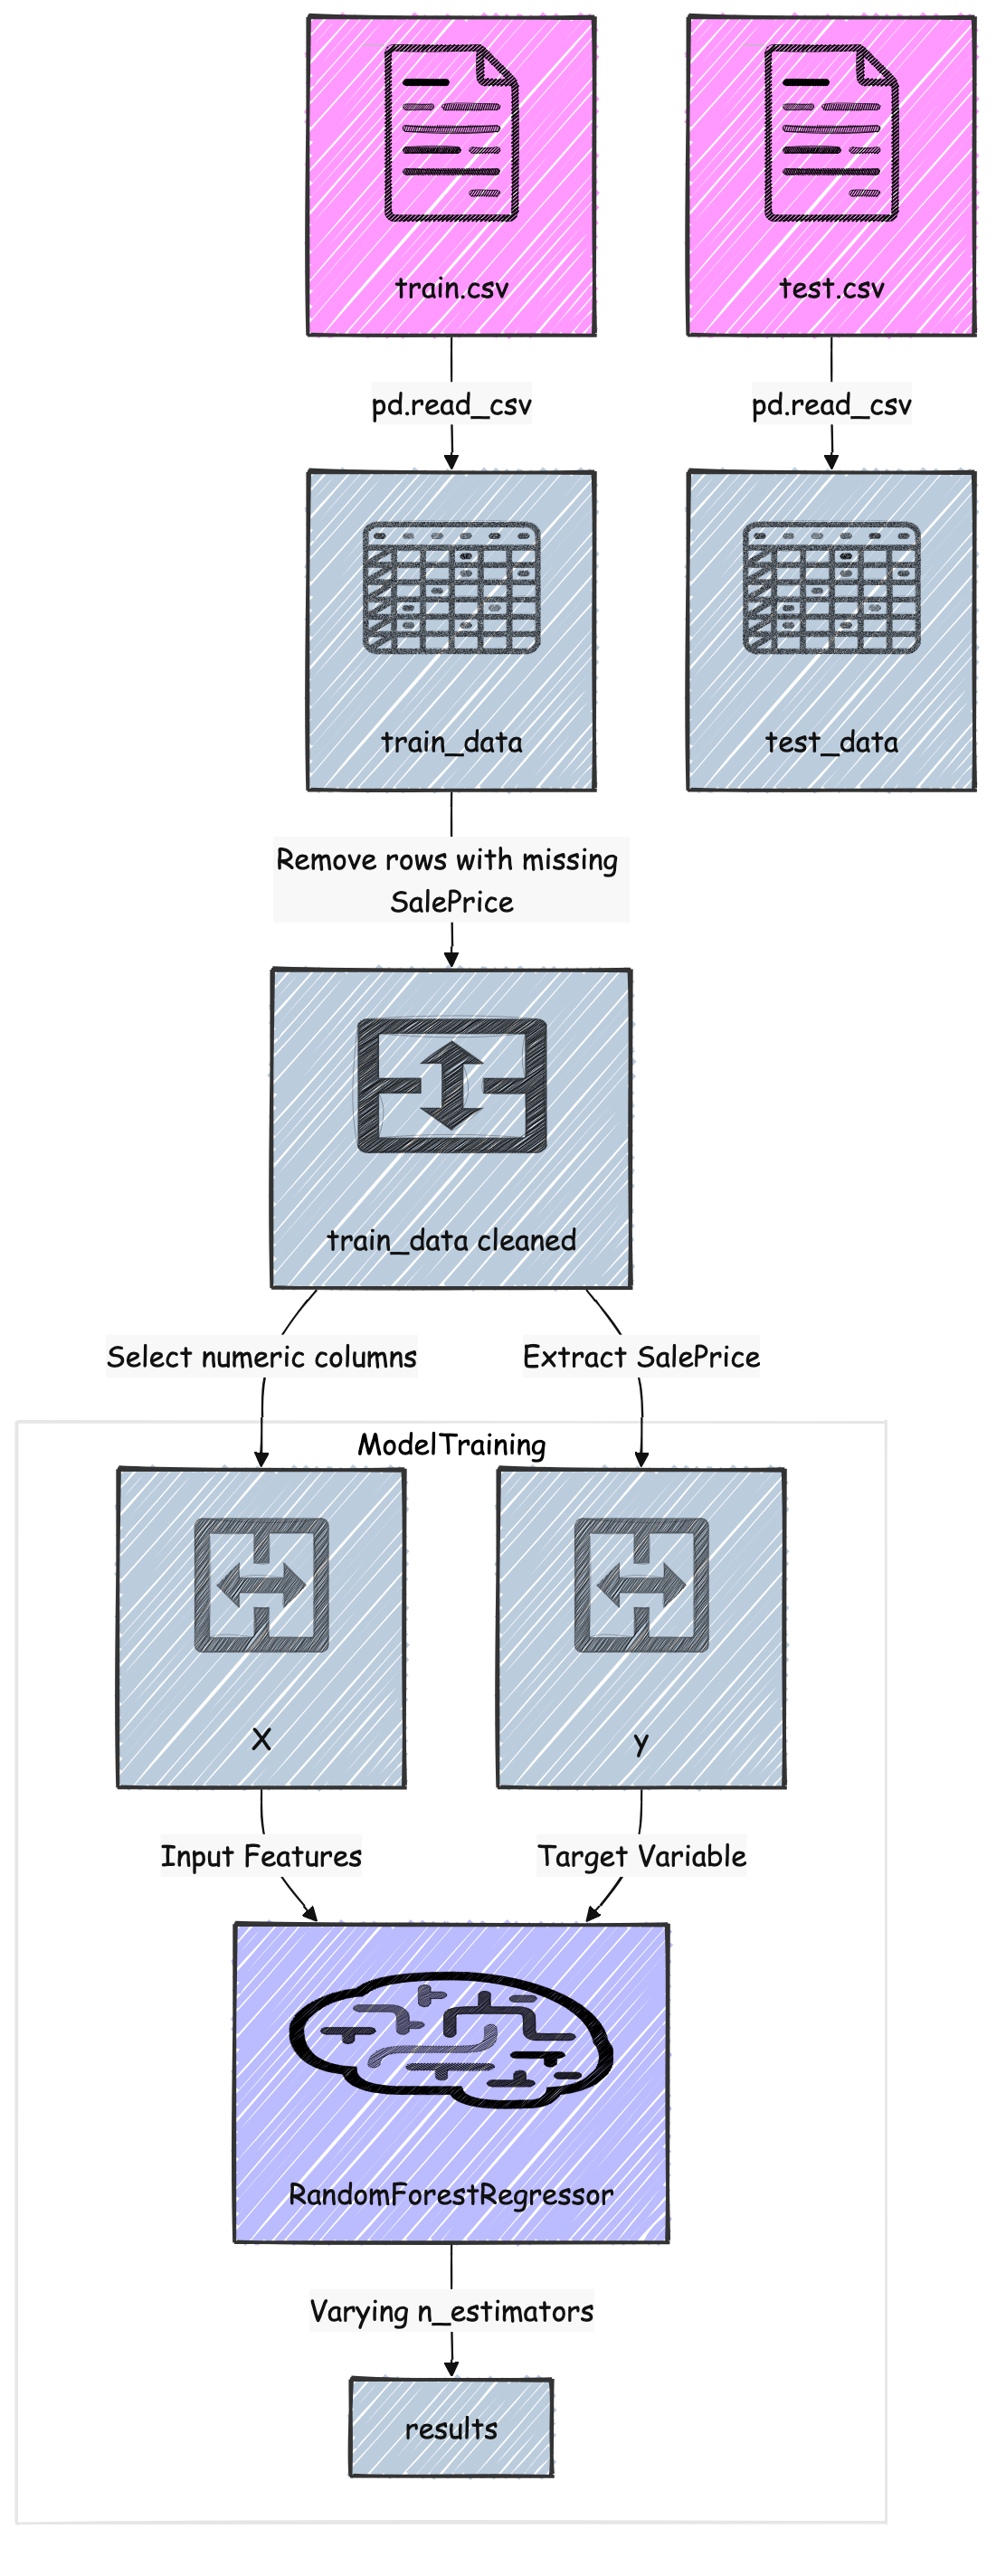 train.csv
test.csv
pd.read_csv
pd.read_csv
train_data
test_data
Remove rows with missing
SalePrice
train_data cleaned
Select numeric columns
Extract SalePrice
ModelTraining
X
y
Input Features
Target Variable
RandomForestRegressor
Varying n_estimators
results